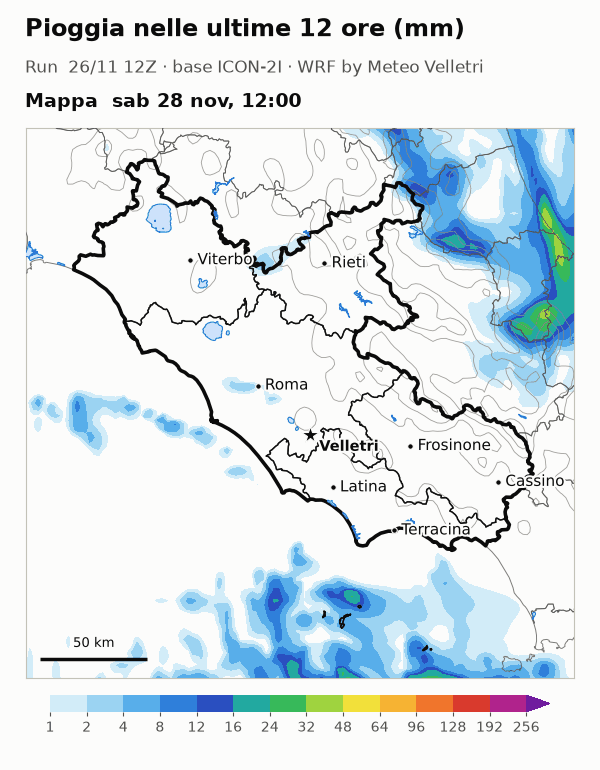 Pioggia nelle ultime 12 ore (mm)
Run 26/11 12Z · base ICON-2I · WRF by Meteo Velletri
Mappa sab 28 nov, 12:00
Viterbo
Rieti
Roma
Velletri
Frosinone
Latina
Cassino
Terracina
50 km
1 2 4 8 12 16 24 32 48 64 96 128 192 256